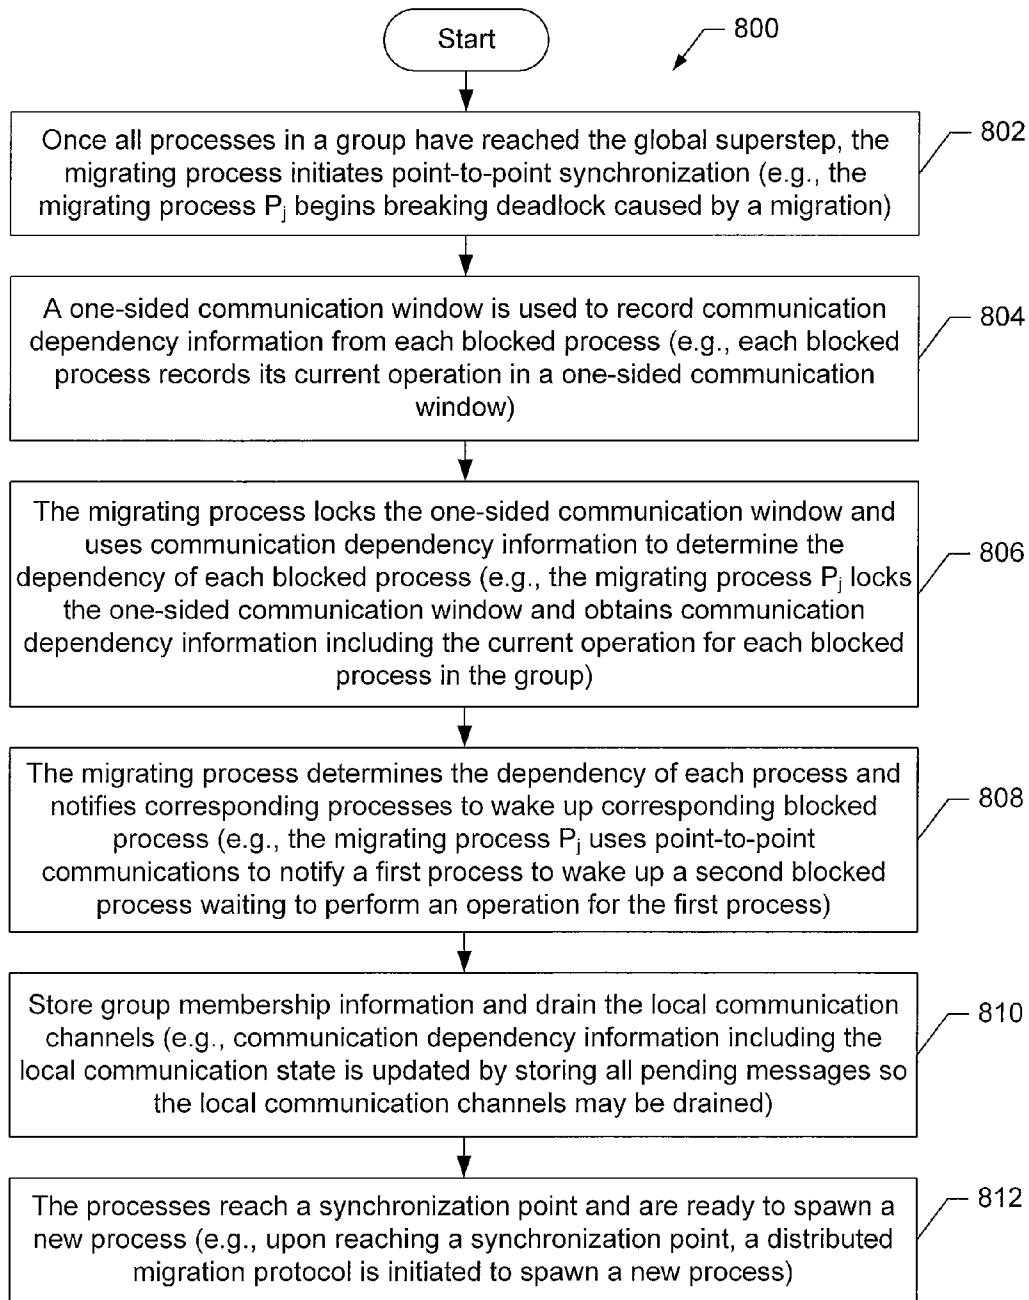 Start
800
Once all processes in a group have reached the global superstep, the
migrating process initiates point-to-point synchronization (e.g., the
migrating process Pj begins breaking deadlock caused by a migration)
802
A one-sided communication window is used to record communication
dependency information from each blocked process (e.g., each blocked
process records its current operation in a one-sided communication
window)
804
The migrating process locks the one-sided communication window and
uses communication dependency information to determine the
dependency of each blocked process (e.g., the migrating process Pj locks
the one-sided communication window and obtains communication
dependency information including the current operation for each blocked
process in the group)
806
The migrating process determines the dependency of each process and
notifies corresponding processes to wake up corresponding blocked
process (e.g., the migrating process Pj uses point-to-point
communications to notify a first process to wake up a second blocked
process waiting to perform an operation for the first process)
808
Store group membership information and drain the local communication
channels (e.g., communication dependency information including the
local communication state is updated by storing all pending messages so
the local communication channels may be drained)
810
The processes reach a synchronization point and are ready to spawn a
new process (e.g., upon reaching a synchronization point, a distributed
migration protocol is initiated to spawn a new process)
812